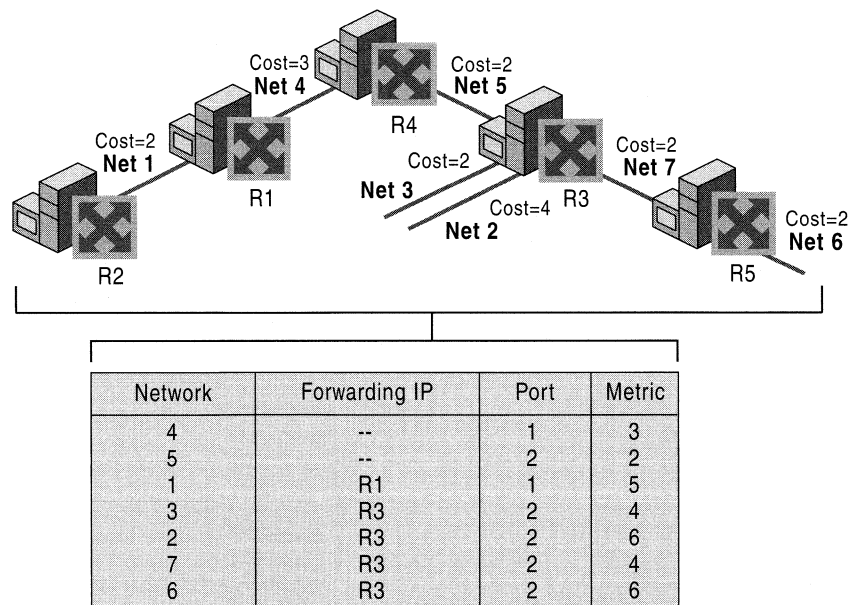 Cost=3
Net 4
R4
Cost=2
Net 5
Cost=2
Net 1
R1
Cost=2
Net 3
Cost=4
Net 2
R3
Cost=2
Net 7
R2
Cost=2
Net 6
R5
Network Forwarding IP Port Metric
4 -- 1 3
5 -- 2 2
1 R1 1 5
3 R3 2 4
2 R3 2 6
7 R3 2 4
6 R3 2 6